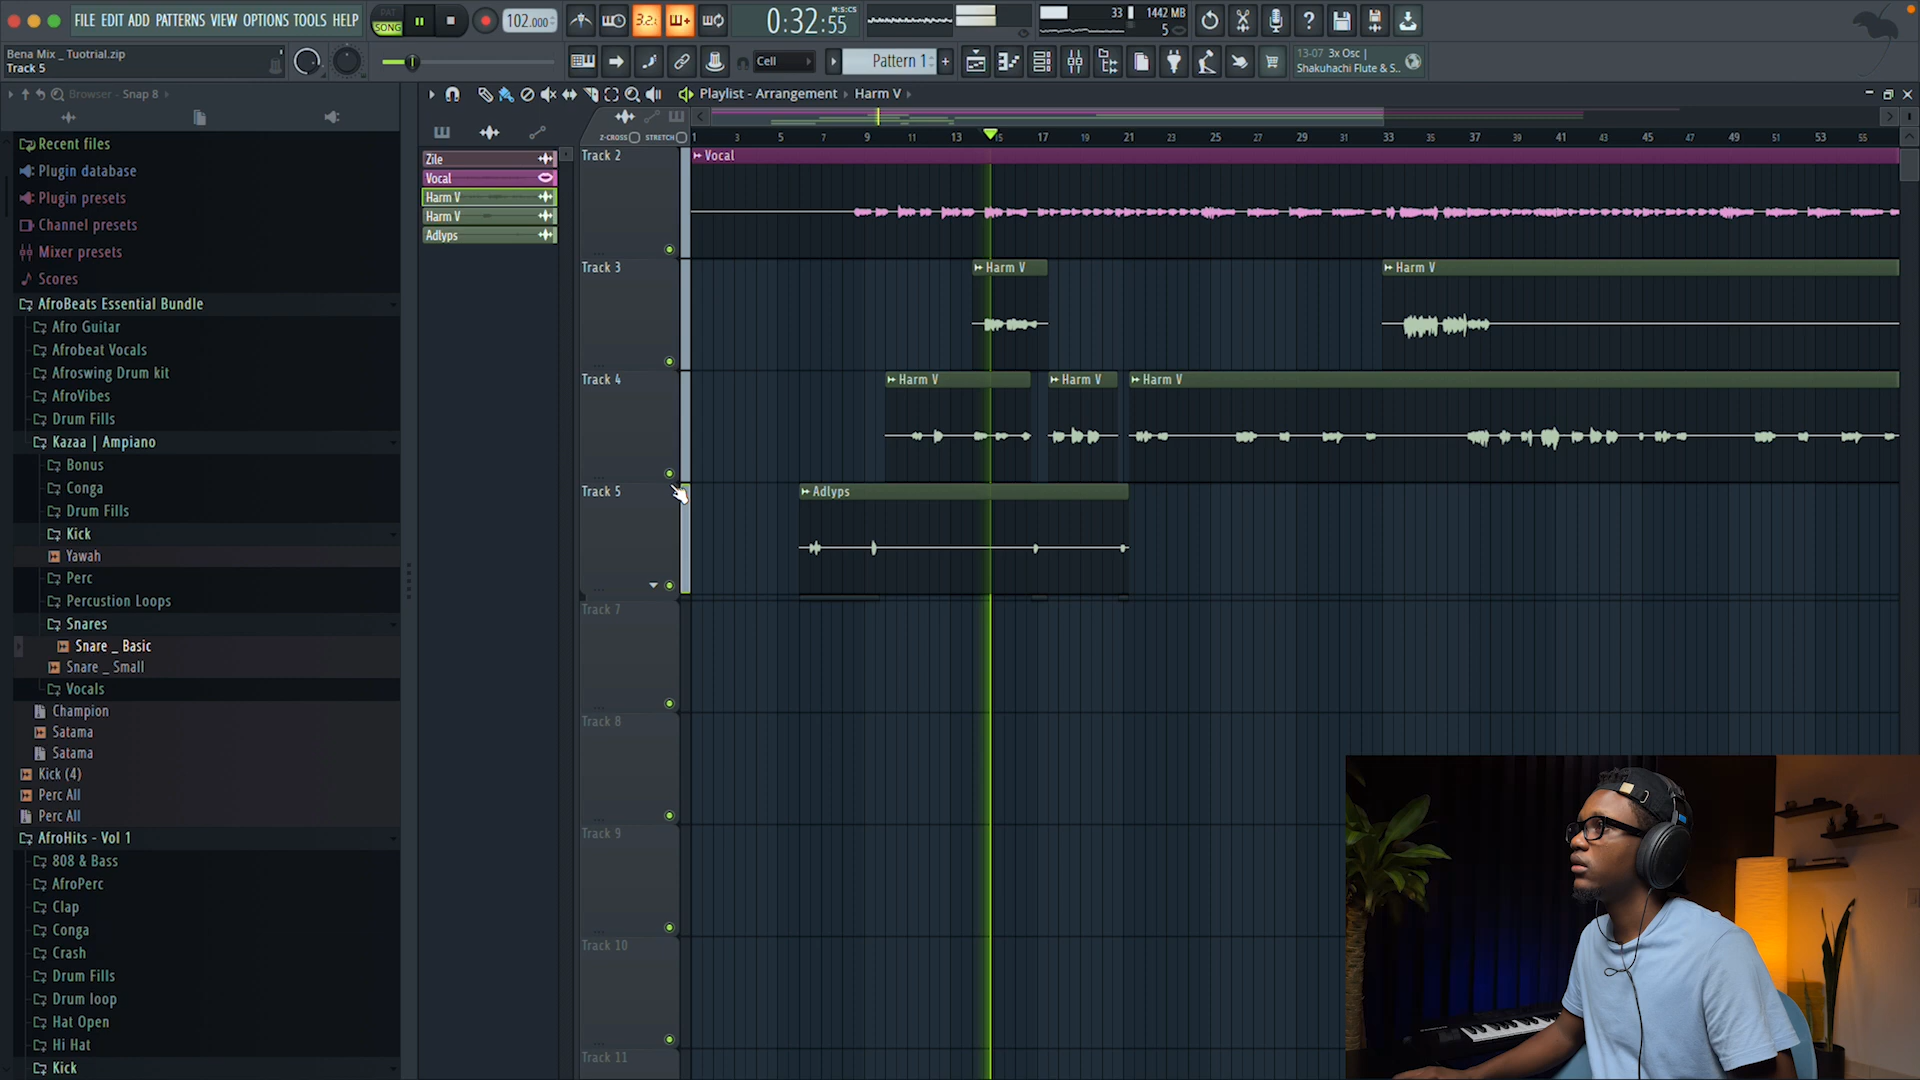 FILE EDIT ADD PATTERNS VIEW OPTIONS TOOLS HELP
PAT
SONG
102.000
3.2.
0:32:55
M:S:CS
33
1442 MB
5
Bena Mix _ Tuotrial.zip
Track 5
Cell
Pattern 1
13-07 3x Osc |
Shakuhachi Flute & S..
Browser - Snap 8
Playlist - Arrangement
Harm V
Z-CROSS
STRETCH
1 3 5 7 9 11 13 15 17 19 21 23 25 27 29 31 33 35 37 39 41 43 45 47 49 51 53 55
Recent files
Plugin database
Plugin presets
Channel presets
Mixer presets
Scores
AfroBeats Essential Bundle
Afro Guitar
Afrobeat Vocals
Afroswing Drum kit
AfroVibes
Drum Fills
Kazaa | Ampiano
Bonus
Conga
Drum Fills
Kick
Yawah
Perc
Percustion Loops
Snares
Snare _ Basic
Snare _ Small
Vocals
Champion
Satama
Satama
Kick (4)
Perc All
Perc All
AfroHits - Vol 1
808 & Bass
AfroPerc
Clap
Conga
Crash
Drum Fills
Drum loop
Hat Open
Hi Hat
Kick
Zile
Vocal
Harm V
Harm V
Adlyps
Track 2
Vocal
Track 3
Harm V
Harm V
Track 4
Harm V
Harm V
Harm V
Track 5
Adlyps
Track 7
Track 8
Track 9
Track 10
Track 11